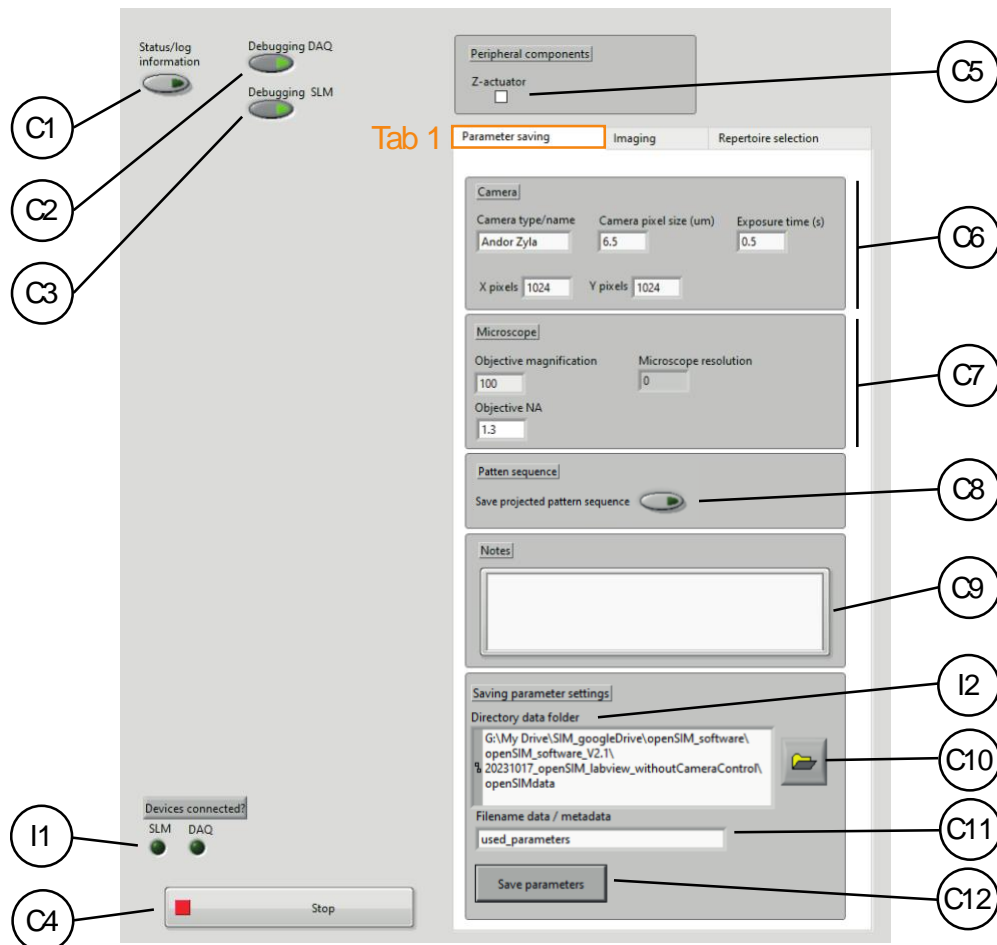 Status/log
information
Debugging DAQ
Debugging SLM
C1
C2
C3
Peripheral components
Z-actuator
C5
Tab 1
Parameter saving
Imaging
Repertoire selection
Camera
Camera type/name
Camera pixel size (um)
Exposure time (s)
Andor Zyla
6.5
0.5
X pixels 1024
Y pixels 1024
C6
Microscope
Objective magnification
Microscope resolution
100
0
Objective NA
1.3
C7
Patten sequence
Save projected pattern sequence
C8
Notes
C9
Saving parameter settings
I2
Directory data folder
G:\My Drive\SIM_googleDrive\openSIM_software\
openSIM_software_V2.1\
20231017_openSIM_labview_withoutCameraControl\
openSIMdata
C10
Filename data / metadata
used_parameters
C11
Save parameters
C12
Devices connected?
SLM DAQ
I1
Stop
C4